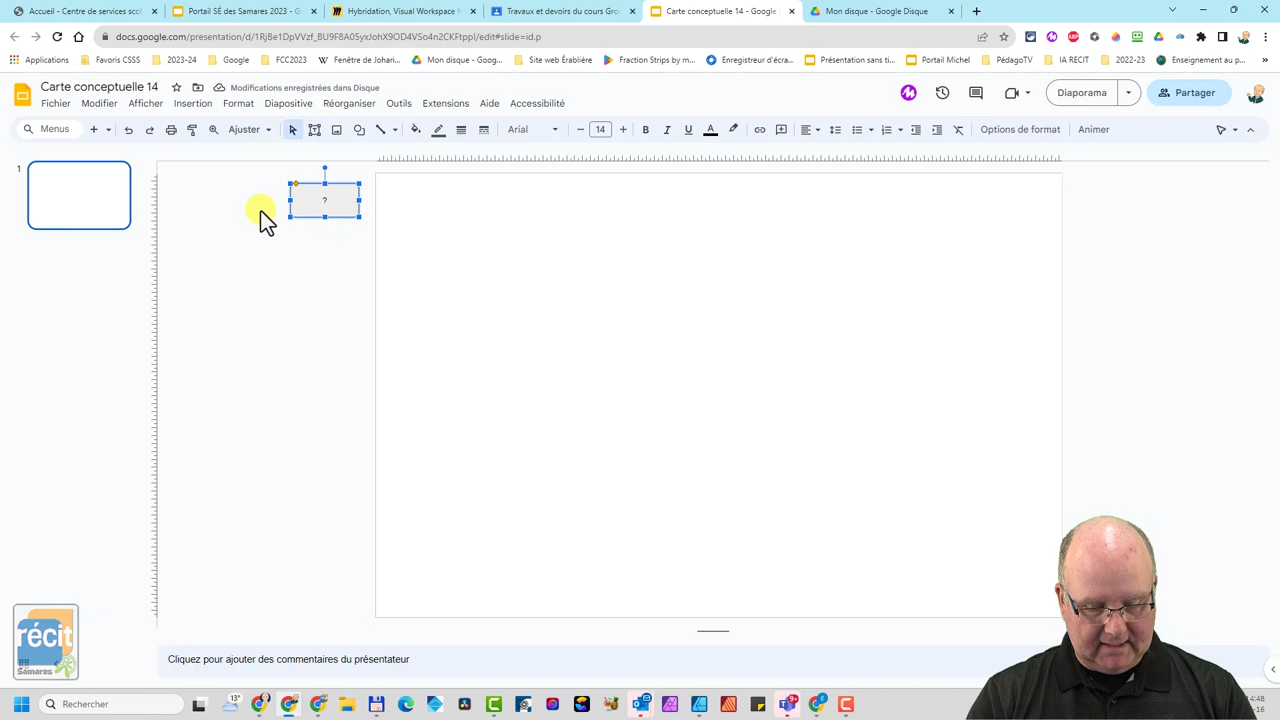 Accueil - Centre de services scol
Portail SÉ des Samares 2023 - G
Hybridation, Visual Workspace f
Travaux et devoirs du cours Gro
Carte conceptuelle 14 - Google
Mon disque - Google Disque
docs.google.com/presentation/d/1RjBe1DpVVzf_BU9F8A05yxJohX9OD4VSo4n2CKFtppI/edit#slide=id.p
Applications
Favoris CSSS
2023-24
Google
FCC2023
Fenêtre de Johari...
Mon disque - Goog...
Site web Érablière
Fraction Strips by m...
Enregistreur d'écra...
Présentation sans ti...
Portail Michel
PédagoTV
IA RECIT
2022-23
Enseignement au p...
Carte conceptuelle 14
Modifications enregistrées dans Disque
Fichier Modifier Afficher Insertion Format Diapositive Réorganiser Outils Extensions Aide Accessibilité
Diaporama
Partager
Menus
Ajuster
Arial
14
B I U A
Options de format
Animer
1
?
récit
Samares
Cliquez pour ajouter des commentaires du présentateur
Rechercher
13°
9+